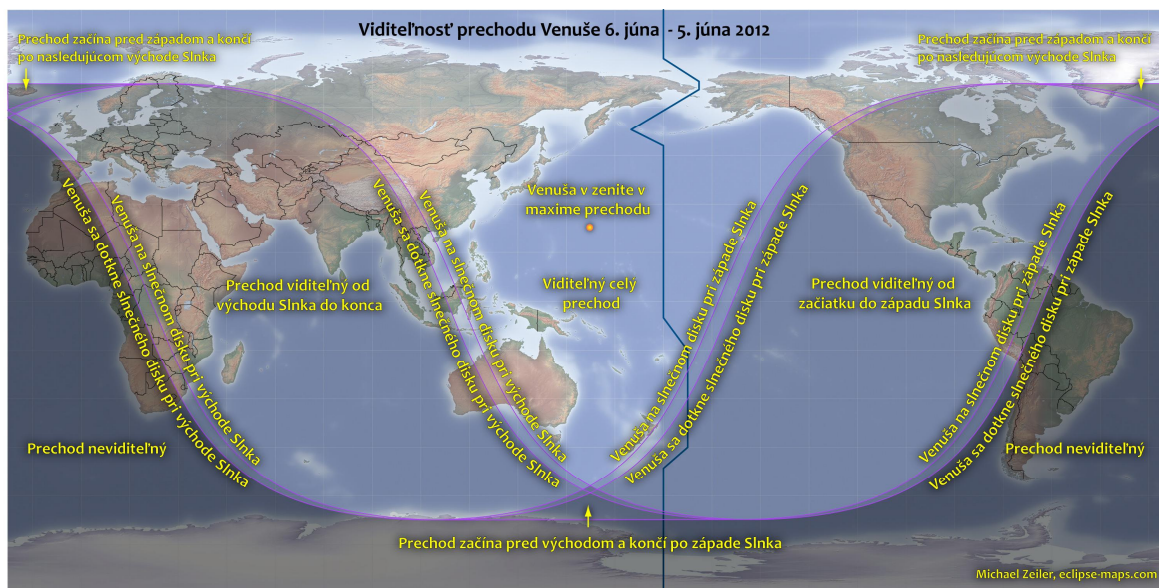 Viditeľnosť prechodu Venuše 6. júna - 5. júna 2012
Prechod začína pred západom a končí
po nasledujúcom východe Slnka
Prechod začína pred západom a končí
po nasledujúcom východe Slnka
Venuša sa dotkne slnečného disku pri východe Slnka
Venuša na slnečnom disku pri východe Slnka
Prechod viditeľný od
východu Slnka do konca
Venuša sa dotkne slnečného disku pri východe Slnka
Venuša na slnečnom disku pri východe Slnka
Venuša v zenite v
maxime prechodu
Viditeľný celý
prechod
Venuša na slnečnom disku pri západe Slnka
Venuša sa dotkne slnečného disku pri západe Slnka
Prechod viditeľný od
začiatku do západu Slnka
Venuša na slnečnom disku pri západe Slnka
Venuša sa dotkne slnečného disku pri západe Slnka
Prechod neviditeľný
Prechod neviditeľný
Prechod začína pred východom a končí po západe Slnka
Michael Zeiler, eclipse-maps.com